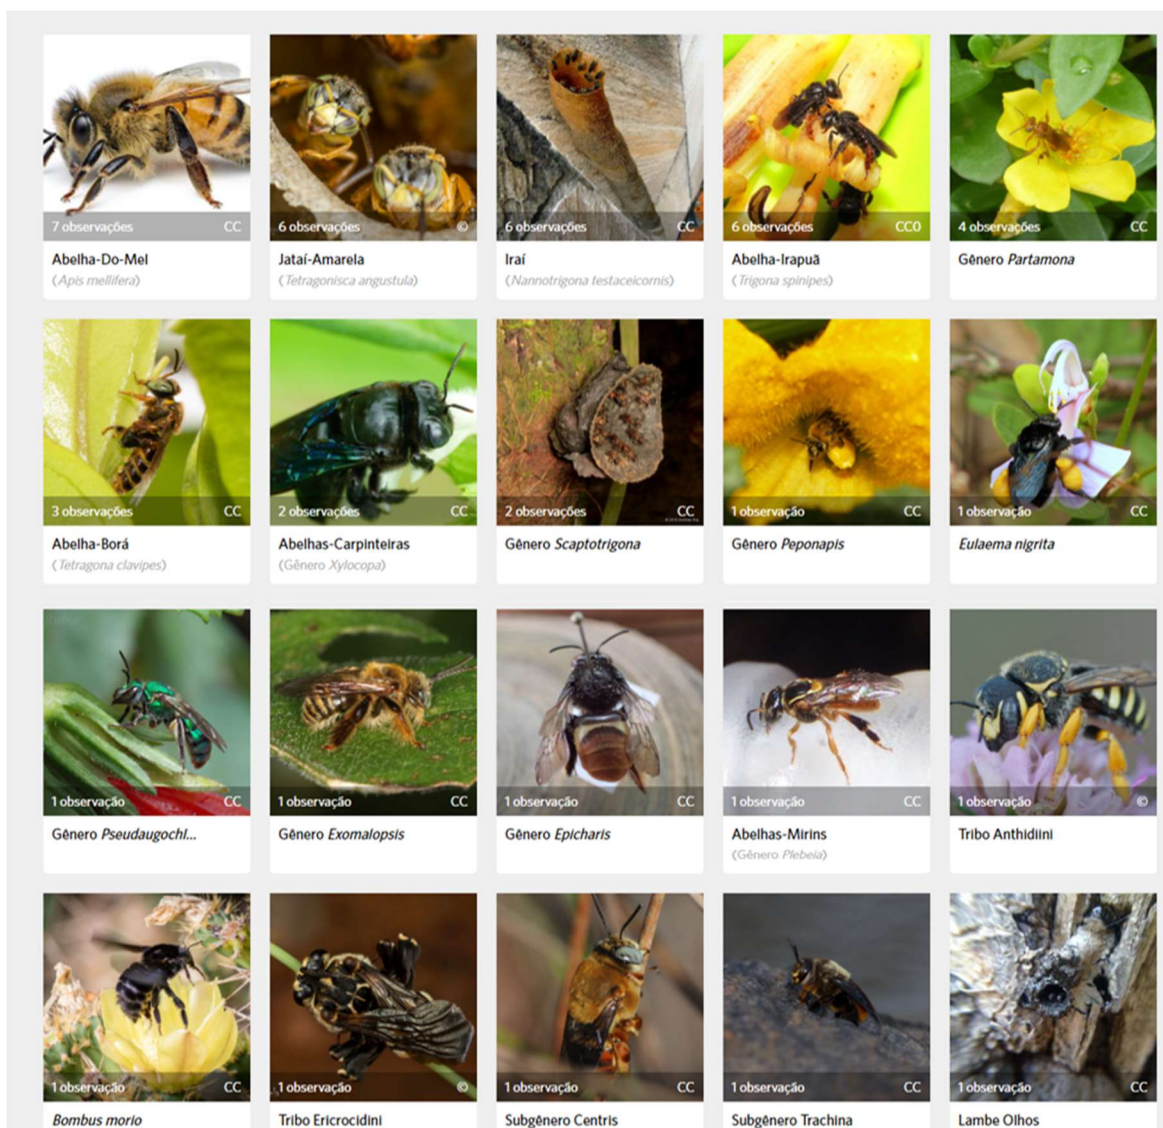 7 observações CC
6 observações ©
6 observações CC
6 observações CC0
4 observações CC
Abelha-Do-Mel
(Apis mellifera)
Jataí-Amarela
(Tetragonisca angustula)
Iraí
(Nannotrigona testaceicornis)
Abelha-Irapuã
(Trigona spinipes)
Gênero Partamona
3 observações CC
2 observações CC
2 observações CC
1 observação CC
1 observação CC
Abelha-Borá
(Tetragona clavipes)
Abelhas-Carpinteiras
(Gênero Xylocopa)
Gênero Scaptotrigona
Gênero Peponapis
Eulaema nigrita
1 observação CC
1 observação CC
1 observação CC
1 observação CC
1 observação ©
Gênero Pseudaugochl...
Gênero Exomalopsis
Gênero Epicharis
Abelhas-Mirins
(Gênero Plebeia)
Tribo Anthidiini
1 observação CC
1 observação ©
1 observação CC
1 observação CC
1 observação CC
Bombus morio
Tribo Ericrocidini
Subgênero Centris
Subgênero Trachina
Lambe Olhos